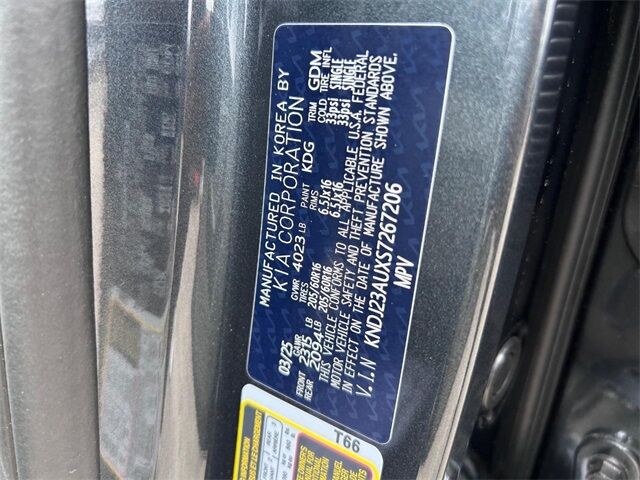 MANUFACTURED IN KOREA BY
KIA CORPORATION
03/25 GVWR 4023 LB PAINT KDG TRIM GDM
GAWR TIRES RIMS COLD TIRE INFL
FRONT 2315 LB 205/60R16 6.5Jx16 33psi SINGLE
REAR 2094 LB 205/60R16 6.5Jx16 33psi SINGLE
THIS VEHICLE CONFORMS TO ALL APPLICABLE U.S.A. FEDERAL
MOTOR VEHICLE SAFETY AND THEFT PREVENTION STANDARDS
IN EFFECT ON THE DATE OF MANUFACTURE SHOWN ABOVE.
V.I.N KNDJ23AUXS7267206
MPV
T66
INFORMATION